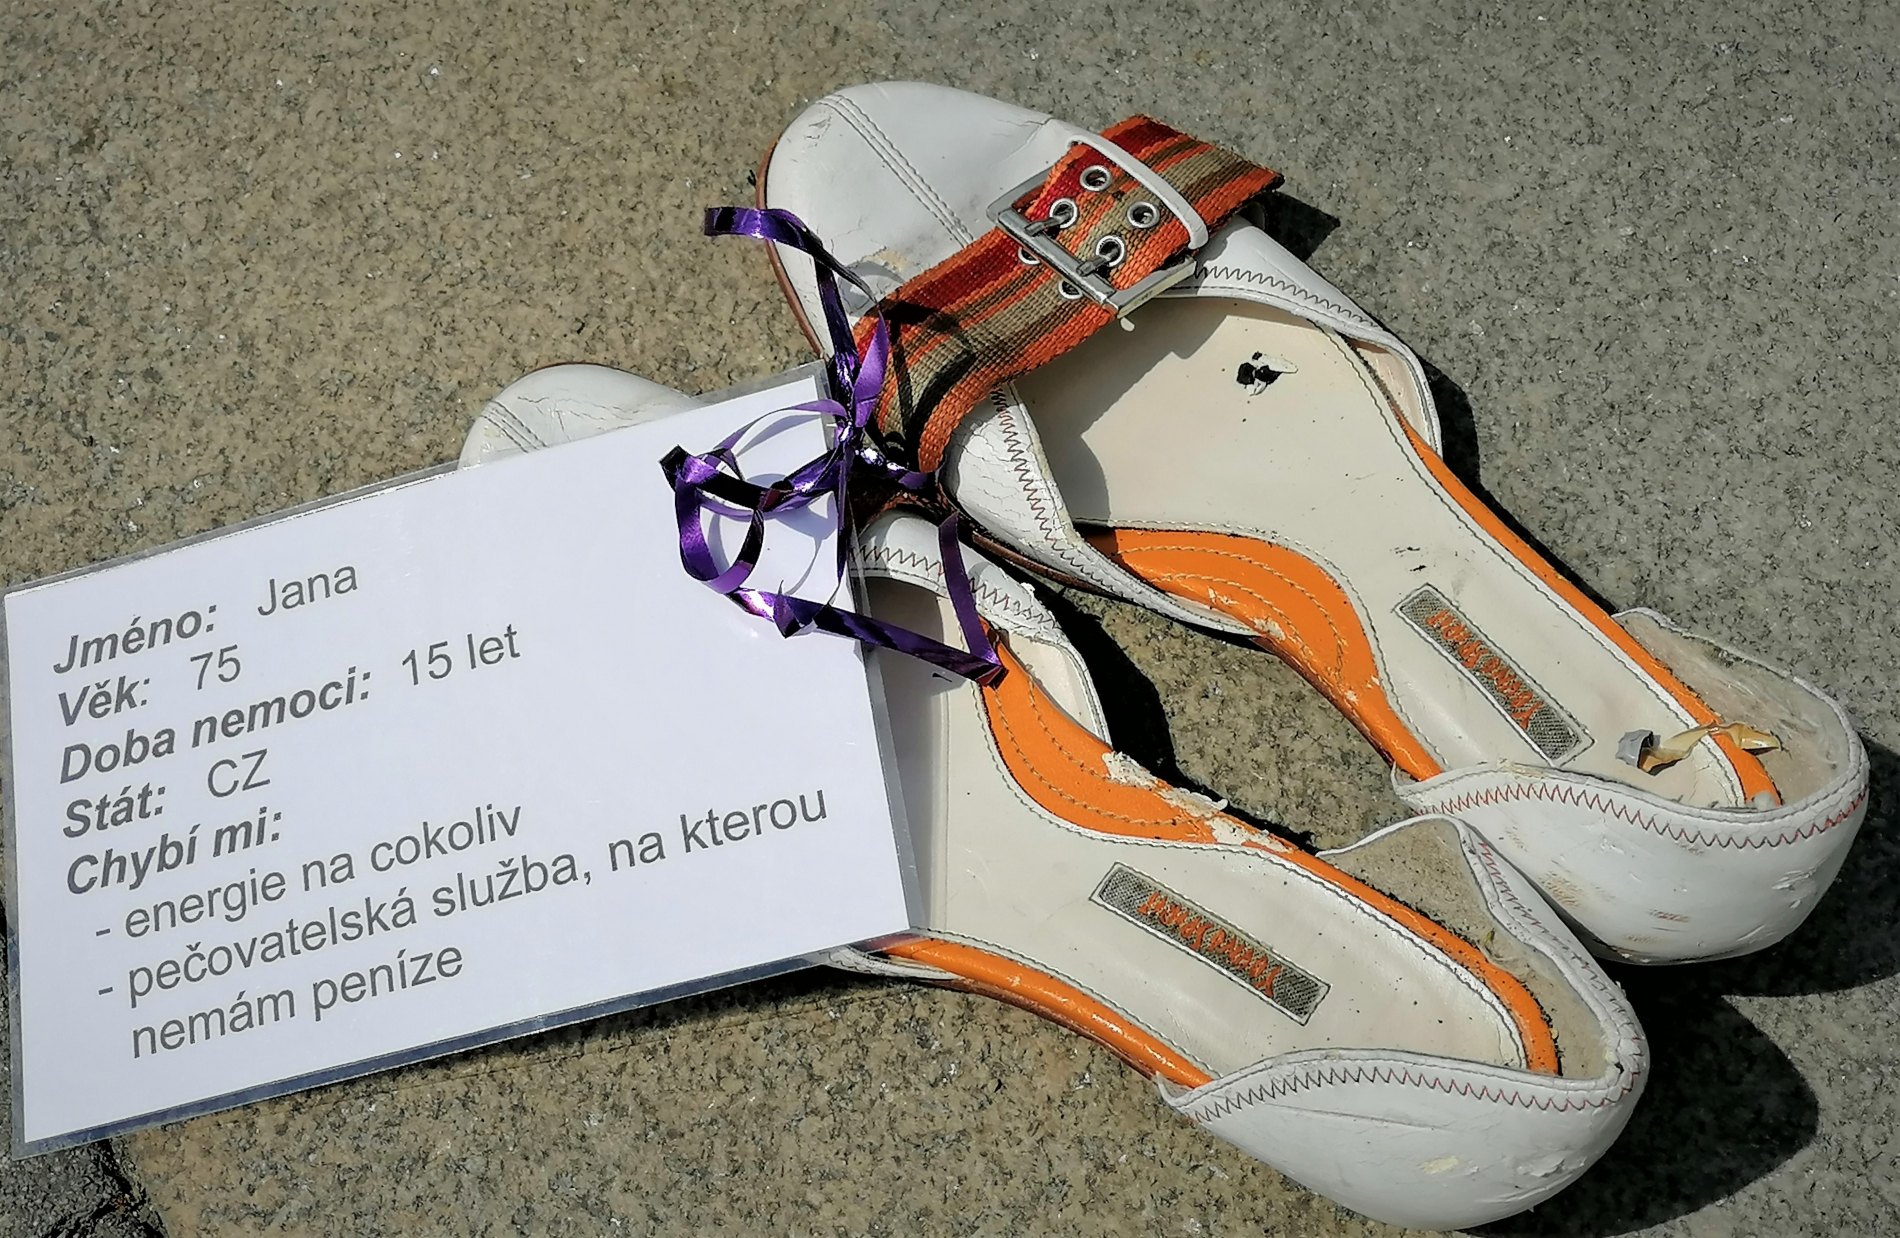 Jméno: Jana
Věk: 75
Doba nemoci: 15 let
Stát: CZ
Chybí mi:
- energie na cokoliv
- pečovatelská služba, na kterou
nemám peníze